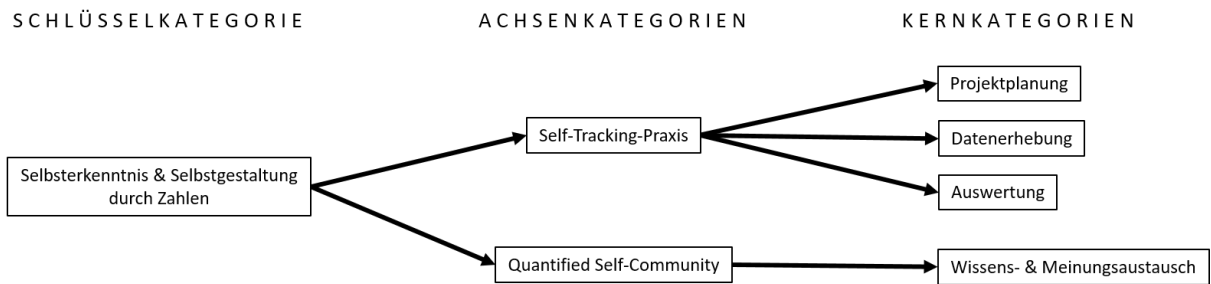 SCHLÜSSELKATEGORIE
ACHSENKATEGORIEN
KERNKATEGORIEN
Selbsterkenntnis & Selbstgestaltung
durch Zahlen
Self-Tracking-Praxis
Projektplanung
Datenerhebung
Auswertung
Quantified Self-Community
Wissens- & Meinungsaustausch